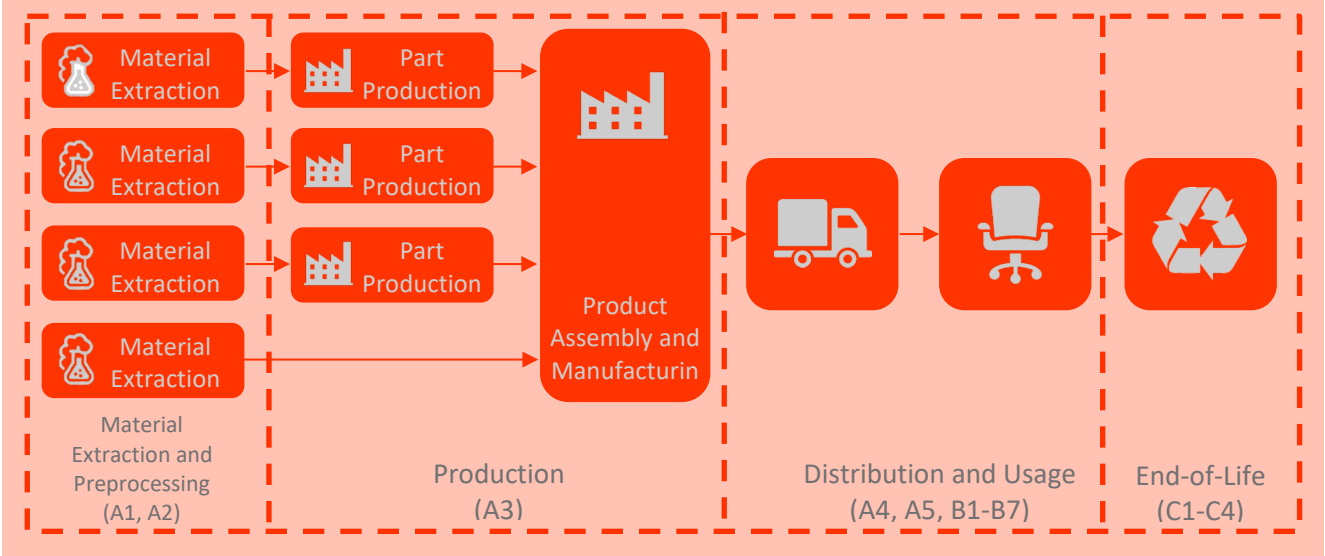 Material
Extraction
Part
Production
Material
Extraction
Part
Production
Material
Extraction
Part
Production
Material
Extraction
Product
Assembly and
Manufacturin
Material
Extraction and
Preprocessing
(A1, A2)
Production
(A3)
Distribution and Usage
(A4, A5, B1-B7)
End-of-Life
(C1-C4)